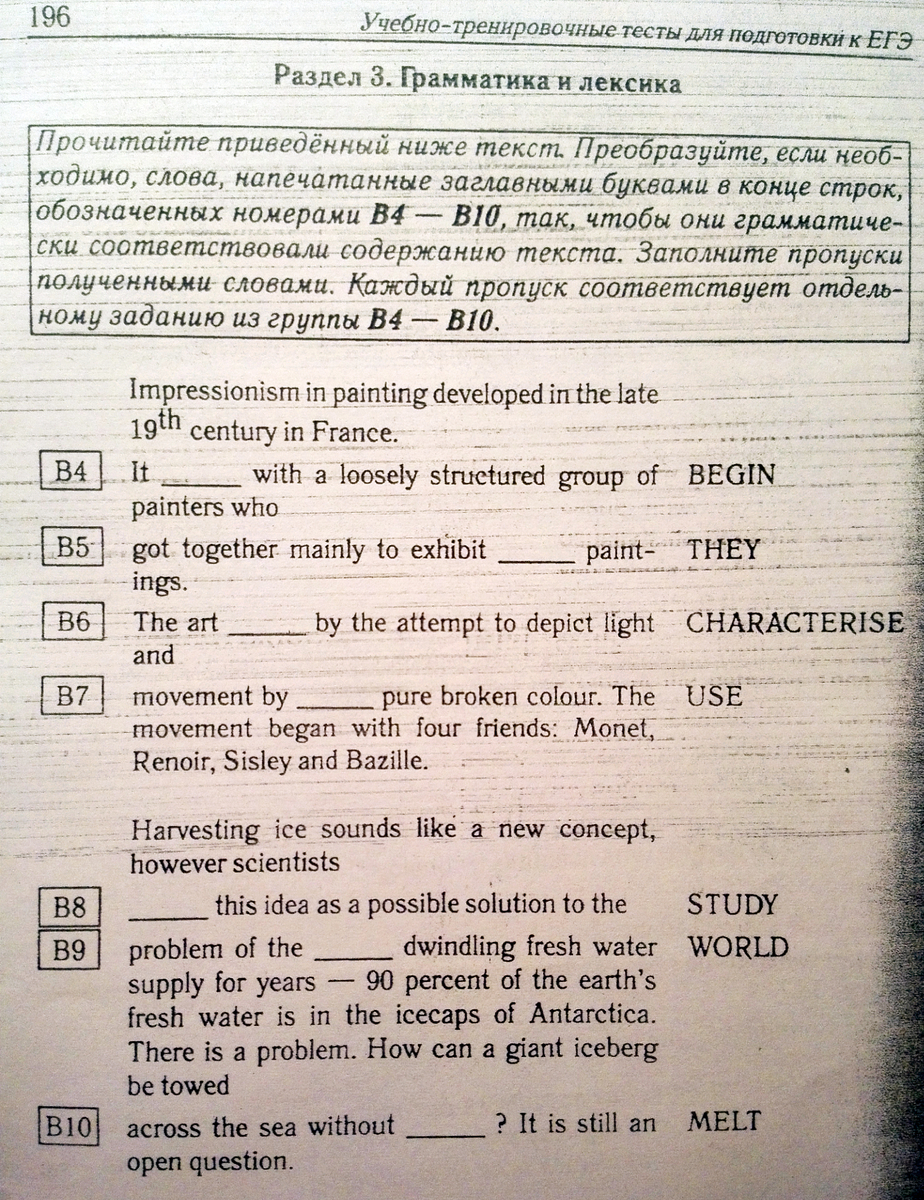 196
Учебно-тренировочные тесты для подготовки к ЕГЭ
Раздел 3. Грамматика и лексика
Прочитайте приведённый ниже текст. Преобразуйте, если необ-
ходимо, слова, напечатанные заглавными буквами в конце строк,
обозначенных номерами B4 — B10, так, чтобы они грамматиче-
ски соответствовали содержанию текста. Заполните пропуски
полученными словами. Каждый пропуск соответствует отдель-
ному заданию из группы B4 — B10.
Impressionism in painting developed in the late
19th century in France.
B4 It ______ with a loosely structured group of BEGIN
painters who
B5 got together mainly to exhibit ______ paint- THEY
ings.
B6 The art ______ by the attempt to depict light CHARACTERISE
and
B7 movement by ______ pure broken colour. The USE
movement began with four friends: Monet,
Renoir, Sisley and Bazille.
Harvesting ice sounds like a new concept,
however scientists
B8 ______ this idea as a possible solution to the STUDY
B9 problem of the ______ dwindling fresh water WORLD
supply for years — 90 percent of the earth's
fresh water is in the icecaps of Antarctica.
There is a problem. How can a giant iceberg
be towed
B10 across the sea without ______ ? It is still an MELT
open question.